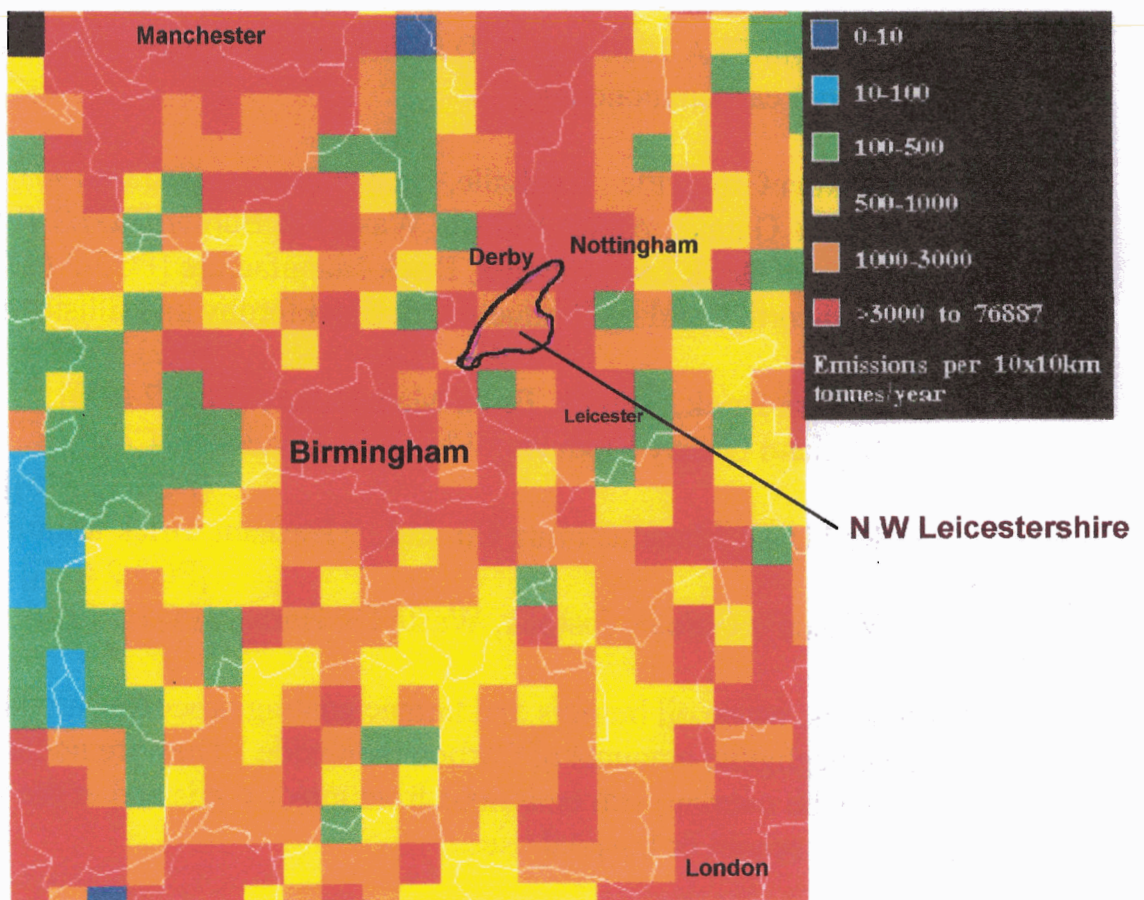 Manchester
0-10
10-100
100-500
500-1000
Derby
Nottingham
1000-3000
>3000 to 76887
Emissions per 10x10km
tonnes/year
Leicester
Birmingham
N W Leicestershire
London